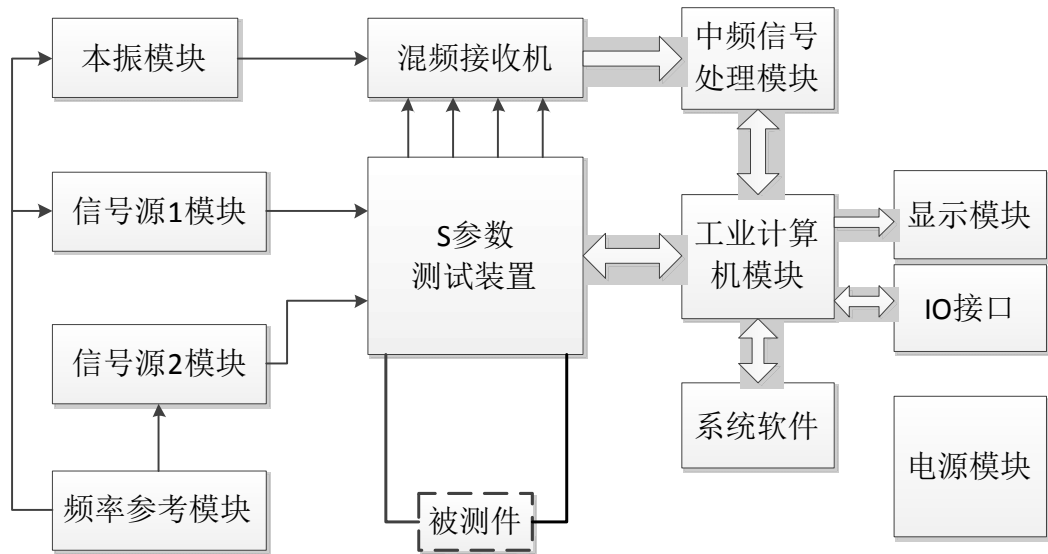 本振模块
混频接收机
中频信号
处理模块
信号源1模块
S参数
测试装置
工业计算
机模块
显示模块
IO接口
信号源2模块
系统软件
电源模块
频率参考模块
被测件